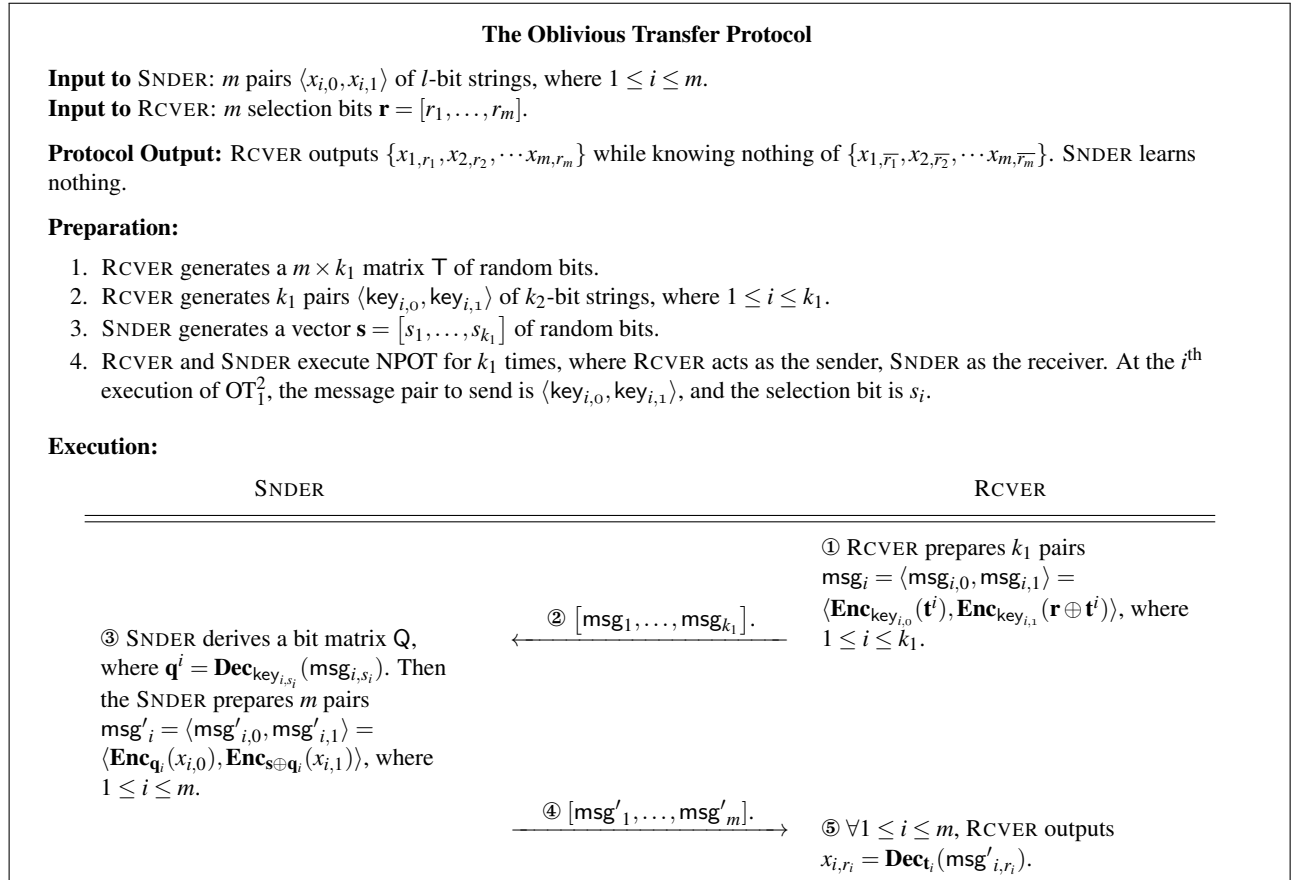 The Oblivious Transfer Protocol
Input to SNDER: m pairs ⟨x_{i,0}, x_{i,1}⟩ of l-bit strings, where 1 ≤ i ≤ m.
Input to RCVER: m selection bits r = [r_1,...,r_m].
Protocol Output: RCVER outputs {x_{1,r_1}, x_{2,r_2}, ··· x_{m,r_m}} while knowing nothing of {x_{1,\overline{r_1}}, x_{2,\overline{r_2}}, ··· x_{m,\overline{r_m}}}. SNDER learns
nothing.
Preparation:
1. RCVER generates a m × k_1 matrix T of random bits.
2. RCVER generates k_1 pairs ⟨key_{i,0}, key_{i,1}⟩ of k_2-bit strings, where 1 ≤ i ≤ k_1.
3. SNDER generates a vector s = [s_1,...,s_{k_1}] of random bits.
4. RCVER and SNDER execute NPOT for k_1 times, where RCVER acts as the sender, SNDER as the receiver. At the i^{th}
execution of OT_1^2, the message pair to send is ⟨key_{i,0}, key_{i,1}⟩, and the selection bit is s_i.
Execution:
SNDER RCVER
① RCVER prepares k_1 pairs
msg_i = ⟨msg_{i,0}, msg_{i,1}⟩ =
⟨Enc_{key_{i,0}}(t^i), Enc_{key_{i,1}}(r ⊕ t^i)⟩, where
1 ≤ i ≤ k_1.
② [msg_1,...,msg_{k_1}].
③ SNDER derives a bit matrix Q,
where q^i = Dec_{key_{i,s_i}}(msg_{i,s_i}). Then
the SNDER prepares m pairs
msg'_i = ⟨msg'_{i,0}, msg'_{i,1}⟩ =
⟨Enc_{q_i}(x_{i,0}), Enc_{s⊕q_i}(x_{i,1})⟩, where
1 ≤ i ≤ m.
④ [msg'_1,...,msg'_m].
⑤ ∀1 ≤ i ≤ m, RCVER outputs
x_{i,r_i} = Dec_{t_i}(msg'_{i,r_i}).